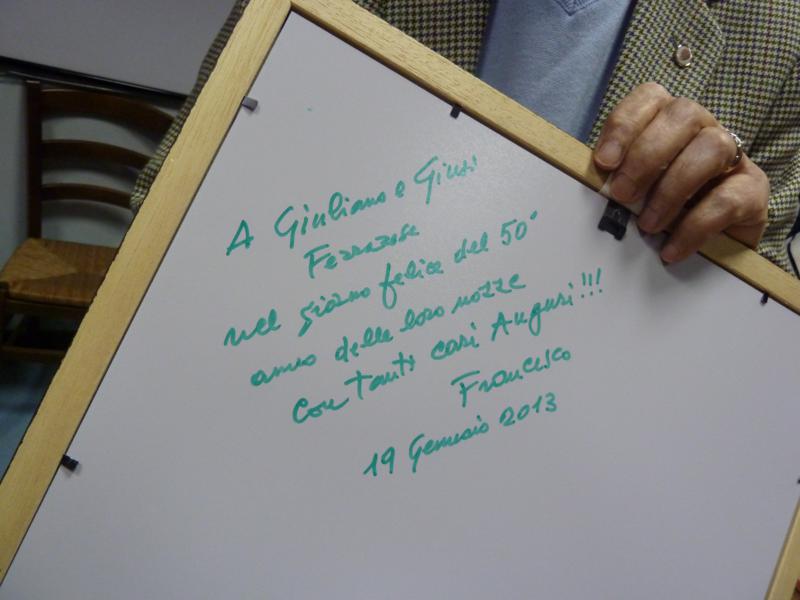 A Giuliano e Giusi
Ferrarese
nel giorno felice del 50°
anno delle loro nozze
con tanti cari Auguri!!!
Francesco
19 Gennaio 2013